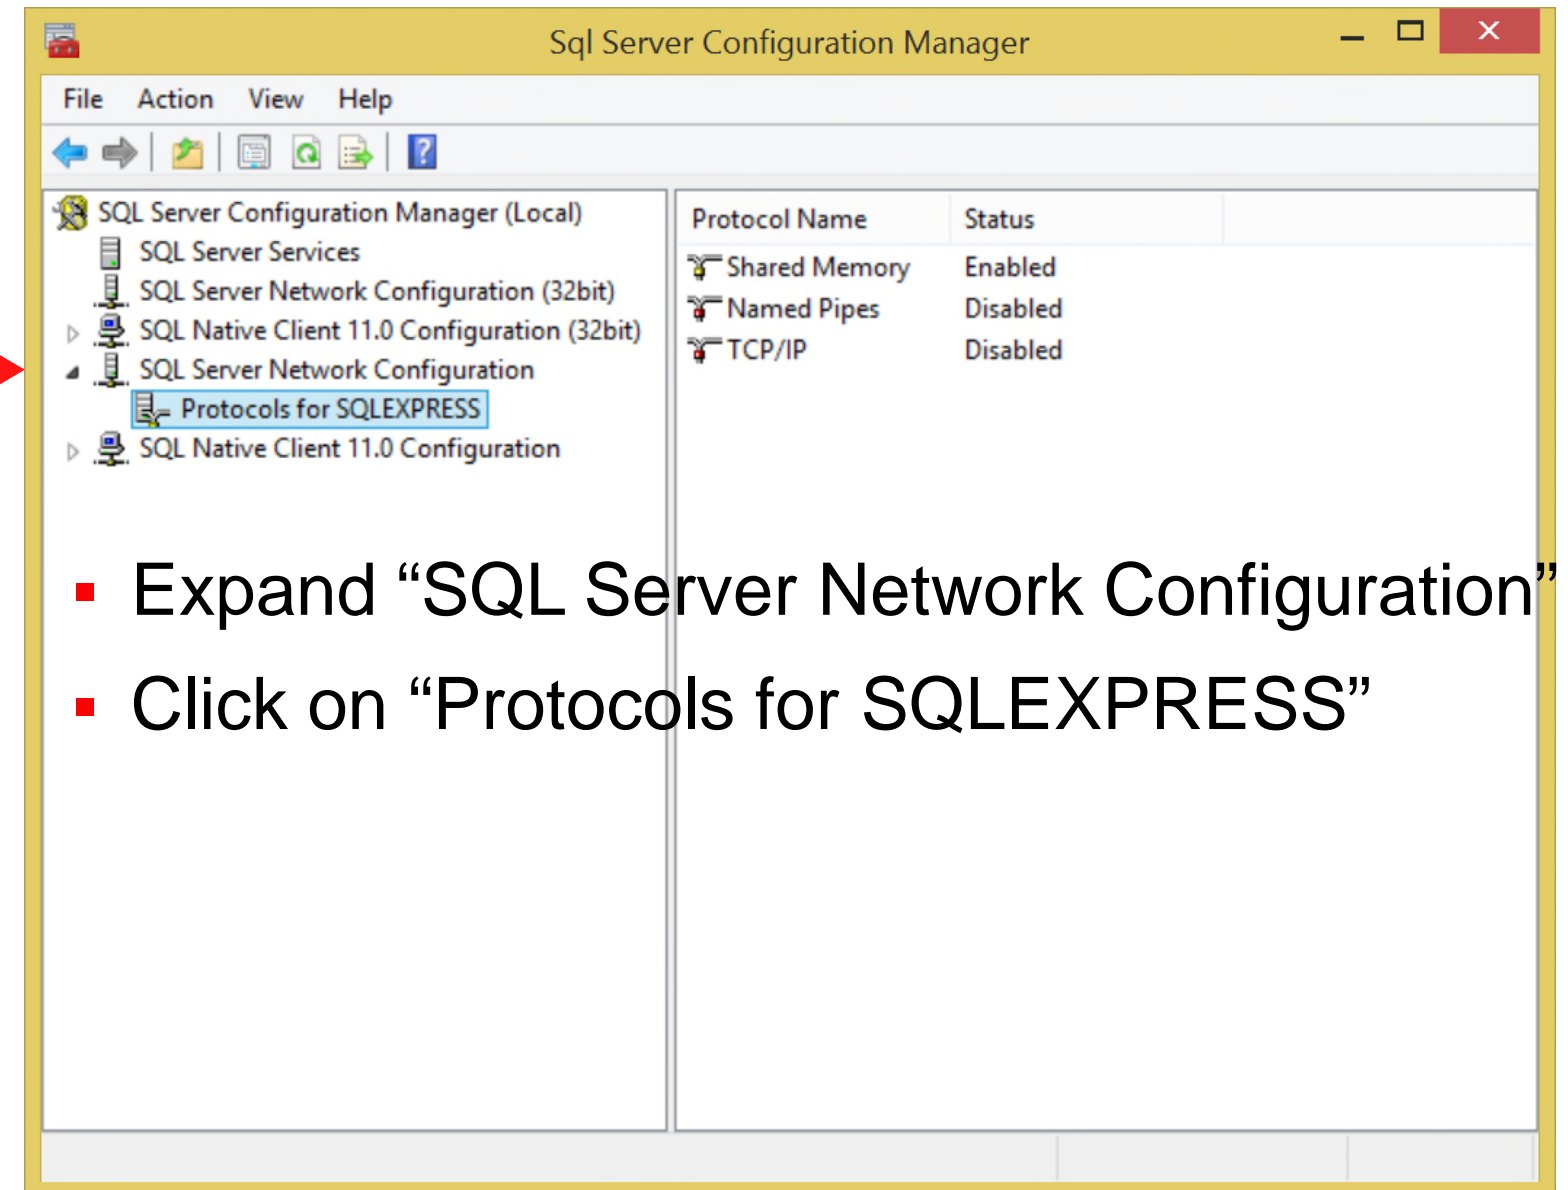 Sql Server Configuration Manager
File Action View Help
SQL Server Configuration Manager (Local)
SQL Server Services
SQL Server Network Configuration (32bit)
SQL Native Client 11.0 Configuration (32bit)
SQL Server Network Configuration
Protocols for SQLEXPRESS
SQL Native Client 11.0 Configuration
Protocol Name Status
Shared Memory Enabled
Named Pipes Disabled
TCP/IP Disabled
Expand “SQL Server Network Configuration”
Click on “Protocols for SQLEXPRESS”